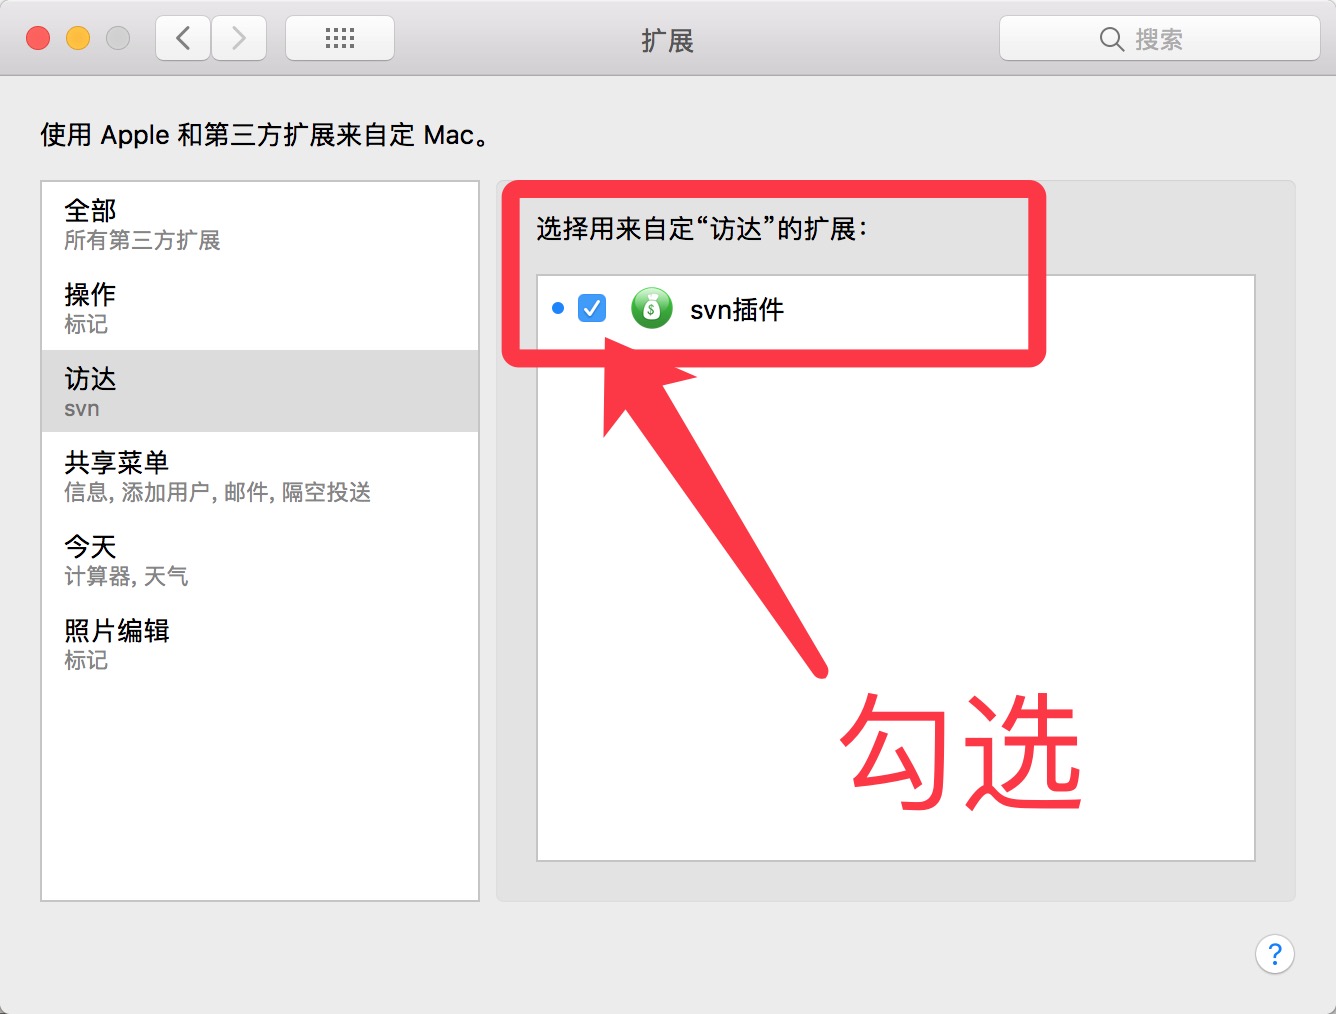 扩展
搜索
使用 Apple 和第三方扩展来自定 Mac。
全部
所有第三方扩展
操作
标记
访达
svn
共享菜单
信息, 添加用户, 邮件, 隔空投送
今天
计算器, 天气
照片编辑
标记
选择用来自定“访达”的扩展：
svn插件
勾选
?